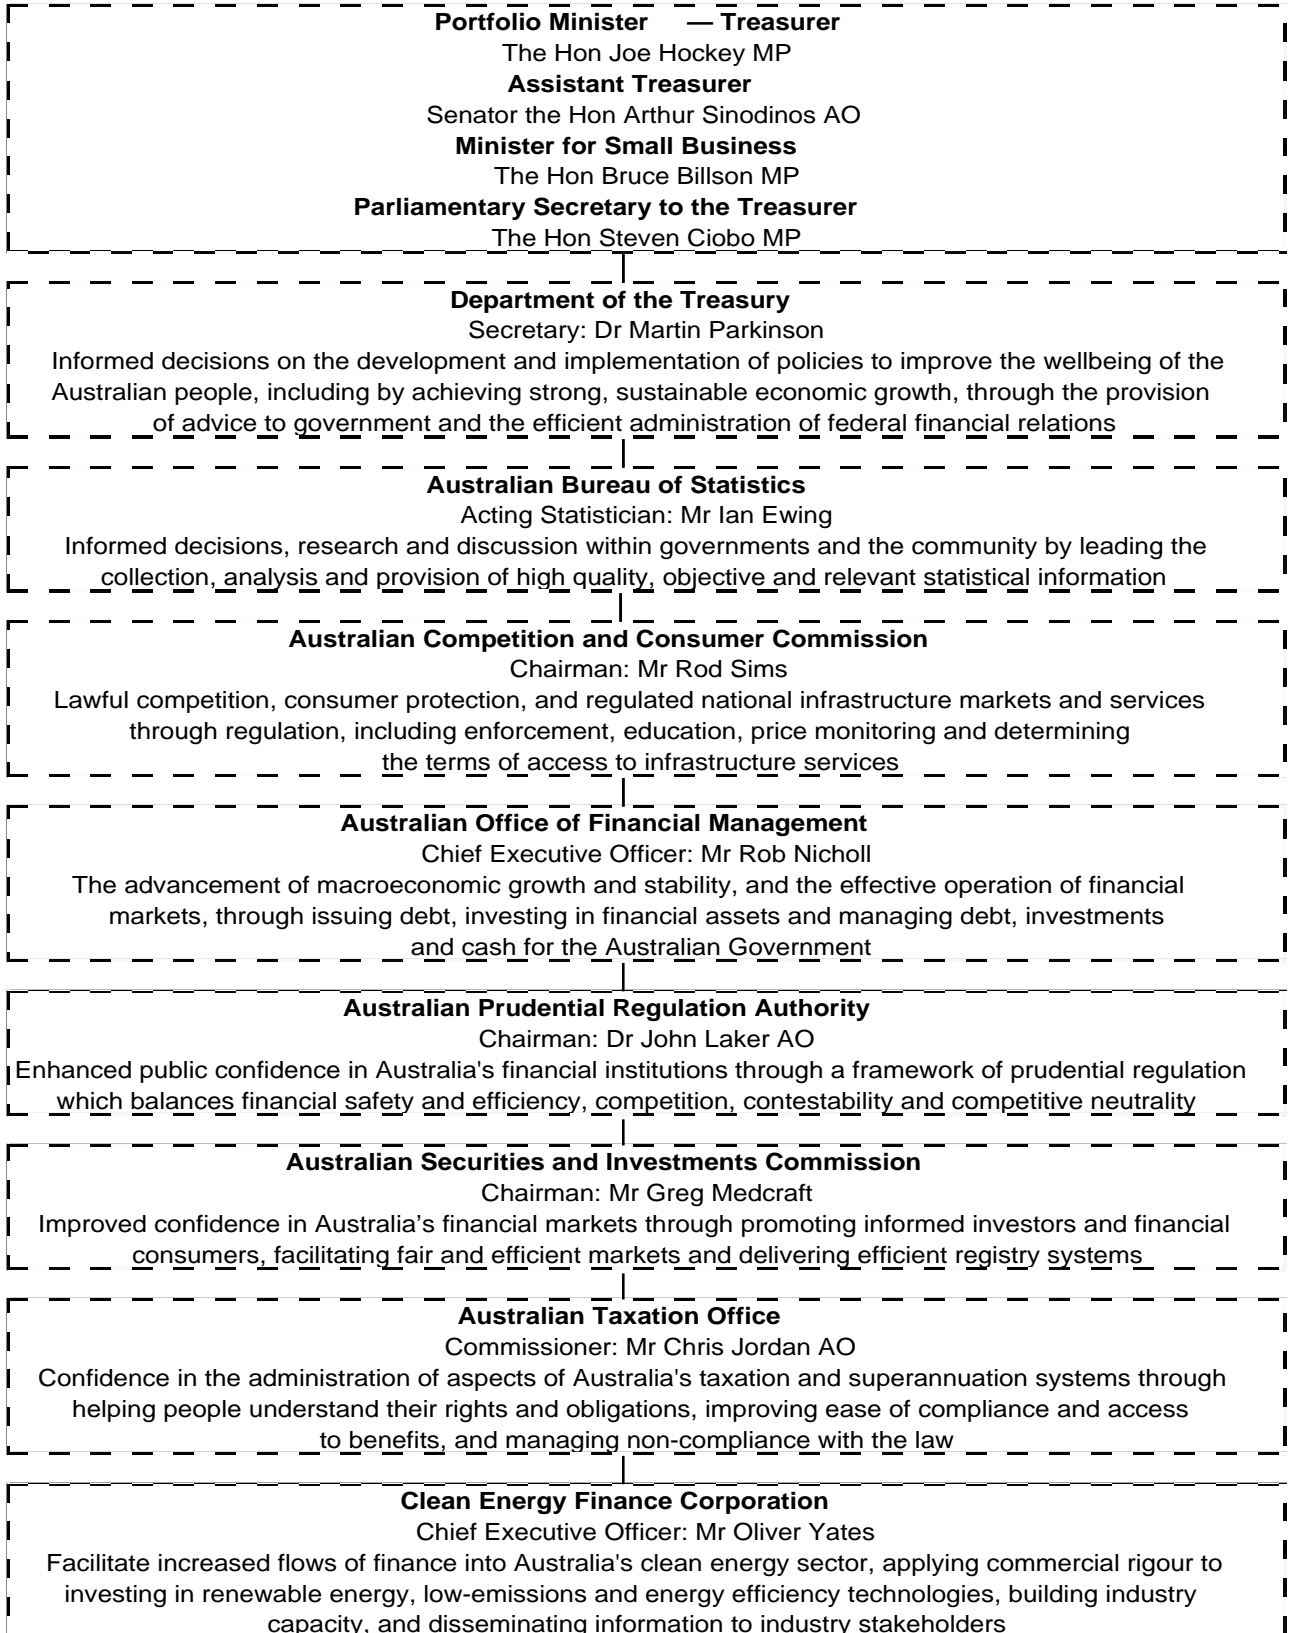 Portfolio Minister — Treasurer
The Hon Joe Hockey MP
Assistant Treasurer
Senator the Hon Arthur Sinodinos AO
Minister for Small Business
The Hon Bruce Billson MP
Parliamentary Secretary to the Treasurer
The Hon Steven Ciobo MP
Department of the Treasury
Secretary: Dr Martin Parkinson
Informed decisions on the development and implementation of policies to improve the wellbeing of the
Australian people, including by achieving strong, sustainable economic growth, through the provision
of advice to government and the efficient administration of federal financial relations
Australian Bureau of Statistics
Acting Statistician: Mr Ian Ewing
Informed decisions, research and discussion within governments and the community by leading the
collection, analysis and provision of high quality, objective and relevant statistical information
Australian Competition and Consumer Commission
Chairman: Mr Rod Sims
Lawful competition, consumer protection, and regulated national infrastructure markets and services
through regulation, including enforcement, education, price monitoring and determining
the terms of access to infrastructure services
Australian Office of Financial Management
Chief Executive Officer: Mr Rob Nicholl
The advancement of macroeconomic growth and stability, and the effective operation of financial
markets, through issuing debt, investing in financial assets and managing debt, investments
and cash for the Australian Government
Australian Prudential Regulation Authority
Chairman: Dr John Laker AO
Enhanced public confidence in Australia's financial institutions through a framework of prudential regulation
which balances financial safety and efficiency, competition, contestability and competitive neutrality
Australian Securities and Investments Commission
Chairman: Mr Greg Medcraft
Improved confidence in Australia’s financial markets through promoting informed investors and financial
consumers, facilitating fair and efficient markets and delivering efficient registry systems
Australian Taxation Office
Commissioner: Mr Chris Jordan AO
Confidence in the administration of aspects of Australia's taxation and superannuation systems through
helping people understand their rights and obligations, improving ease of compliance and access
to benefits, and managing non-compliance with the law
Clean Energy Finance Corporation
Chief Executive Officer: Mr Oliver Yates
Facilitate increased flows of finance into Australia's clean energy sector, applying commercial rigour to
investing in renewable energy, low-emissions and energy efficiency technologies, building industry
capacity, and disseminating information to industry stakeholders